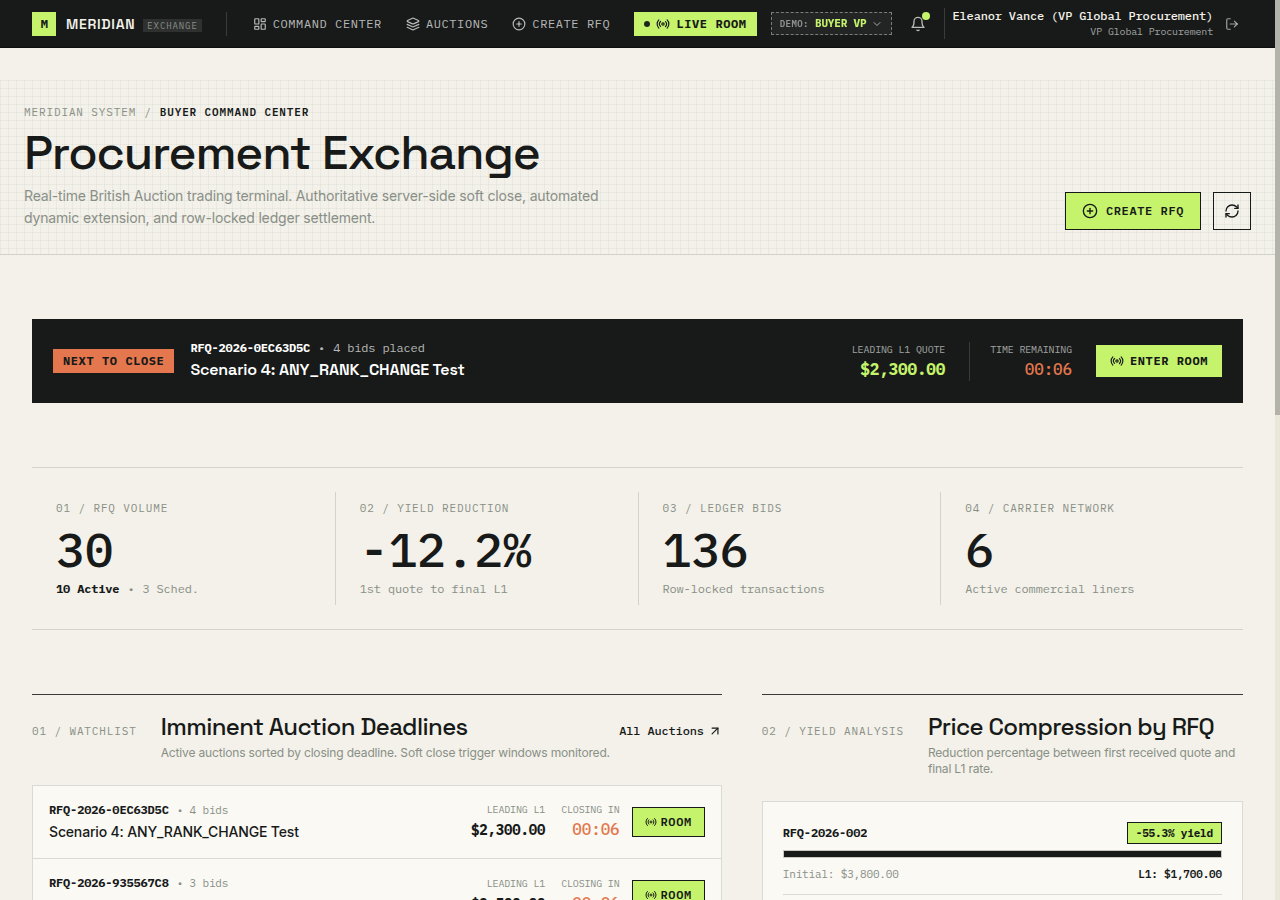 M MERIDIAN EXCHANGE
COMMAND CENTER
AUCTIONS
CREATE RFQ
LIVE ROOM
DEMO: BUYER VP
Eleanor Vance (VP Global Procurement)
VP Global Procurement
MERIDIAN SYSTEM / BUYER COMMAND CENTER
Procurement Exchange
Real-time British Auction trading terminal. Authoritative server-side soft close, automated
dynamic extension, and row-locked ledger settlement.
CREATE RFQ
NEXT TO CLOSE
RFQ-2026-0EC63D5C • 4 bids placed
Scenario 4: ANY_RANK_CHANGE Test
LEADING L1 QUOTE
$2,300.00
TIME REMAINING
00:06
ENTER ROOM
01 / RFQ VOLUME
30
10 Active • 3 Sched.
02 / YIELD REDUCTION
-12.2%
1st quote to final L1
03 / LEDGER BIDS
136
Row-locked transactions
04 / CARRIER NETWORK
6
Active commercial liners
01 / WATCHLIST
Imminent Auction Deadlines
Active auctions sorted by closing deadline. Soft close trigger windows monitored.
All Auctions
RFQ-2026-0EC63D5C • 4 bids
Scenario 4: ANY_RANK_CHANGE Test
LEADING L1
$2,300.00
CLOSING IN
00:06
ROOM
RFQ-2026-935567C8 • 3 bids
LEADING L1
CLOSING IN
00:06
ROOM
02 / YIELD ANALYSIS
Price Compression by RFQ
Reduction percentage between first received quote and
final L1 rate.
RFQ-2026-002
-55.3% yield
Initial: $3,800.00
L1: $1,700.00